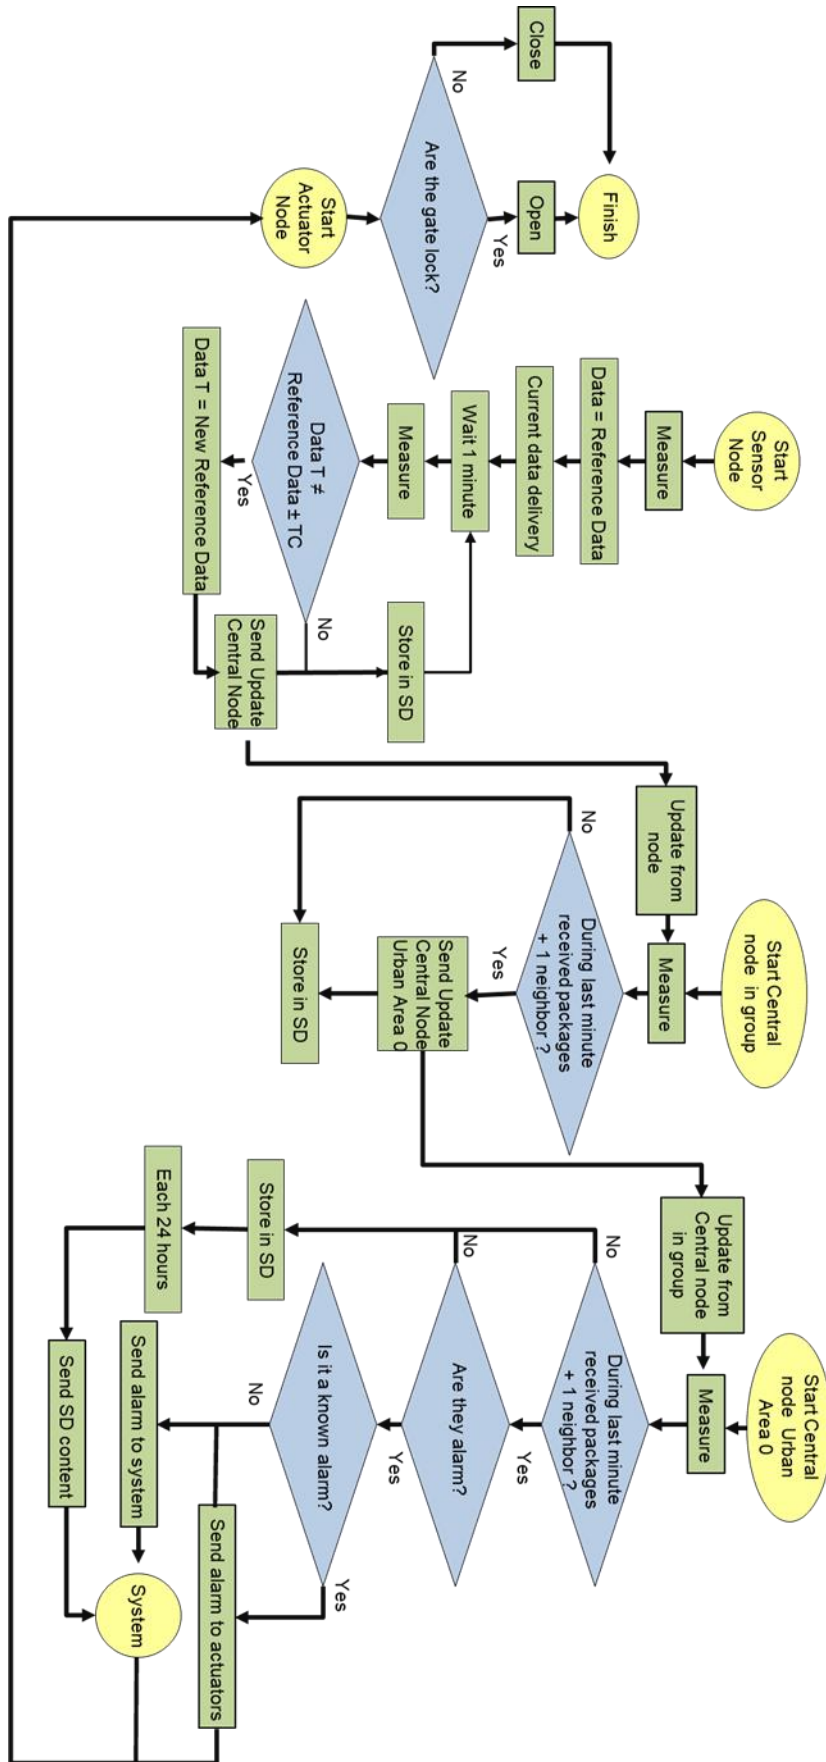 Start
Sensor
Node
Measure
Data = Reference Data
Current data delivery
Wait 1 minute
Measure
Data T ≠
Reference Data ± TC
Yes
No
Data T = New Reference Data
Send Update
Central Node
Store in SD
Start Central
node in group
Update from
node
Measure
During last minute
received packages
+ 1 neighbor ?
No
Yes
Send Update
Central Node
Urban Area 0
Store in SD
Start Central
node Urban
Area 0
Update from
Central node
in group
Measure
During last minute
received packages
+ 1 neighbor ?
No
Yes
Are they alarm?
No
Yes
Is it a known alarm?
No
Yes
Store in SD
Each 24 hours
Send SD content
Send alarm to system
Send alarm to actuators
System
Start
Actuator
Node
Are the gate lock?
No
Yes
Close
Open
Finish